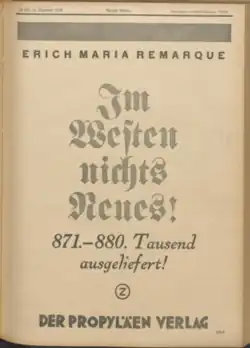 ERICH MARIA REMARQUE
Im
Westen
nichts
Neues!
871.–880. Tausend
ausgeliefert!
Z
DER PROPYLÄEN VERLAG